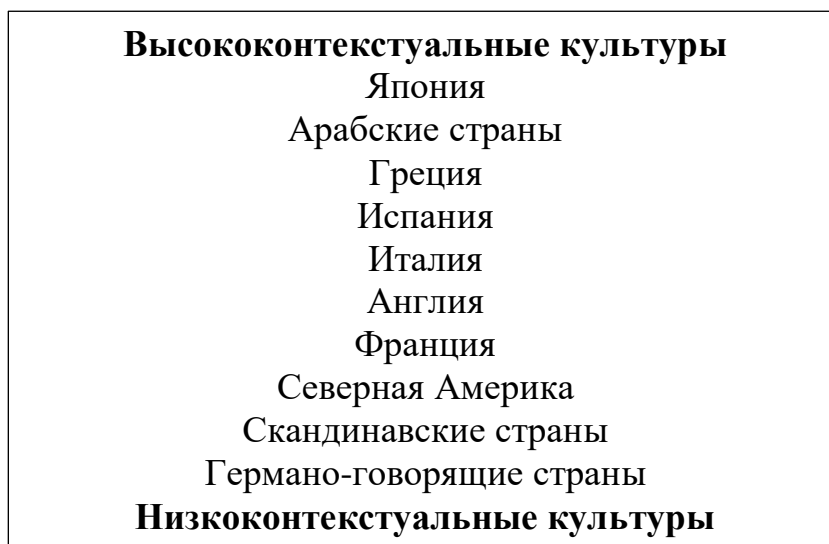 Высококонтекстуальные культуры
Япония
Арабские страны
Греция
Испания
Италия
Англия
Франция
Северная Америка
Скандинавские страны
Германо-говорящие страны
Низкоконтекстуальные культуры